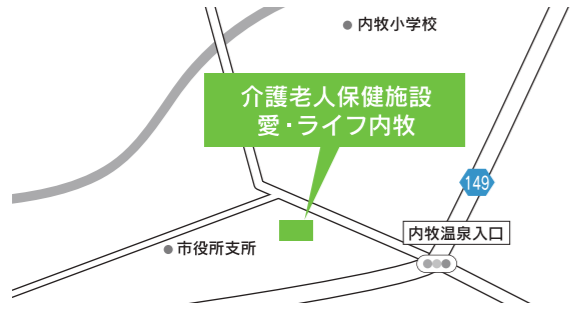 内牧小学校
介護老人保健施設
愛・ライフ内牧
149
内牧温泉入口
市役所支所